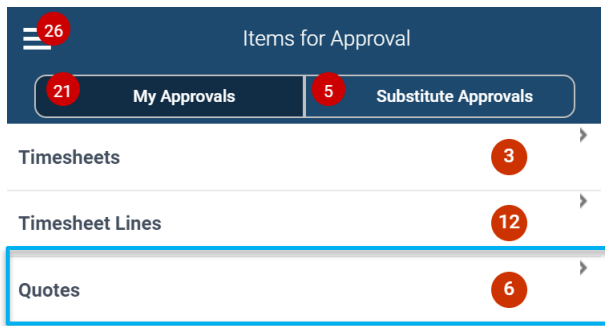 26
Items for Approval
21 My Approvals 5 Substitute Approvals
Timesheets 3
Timesheet Lines 12
Quotes 6